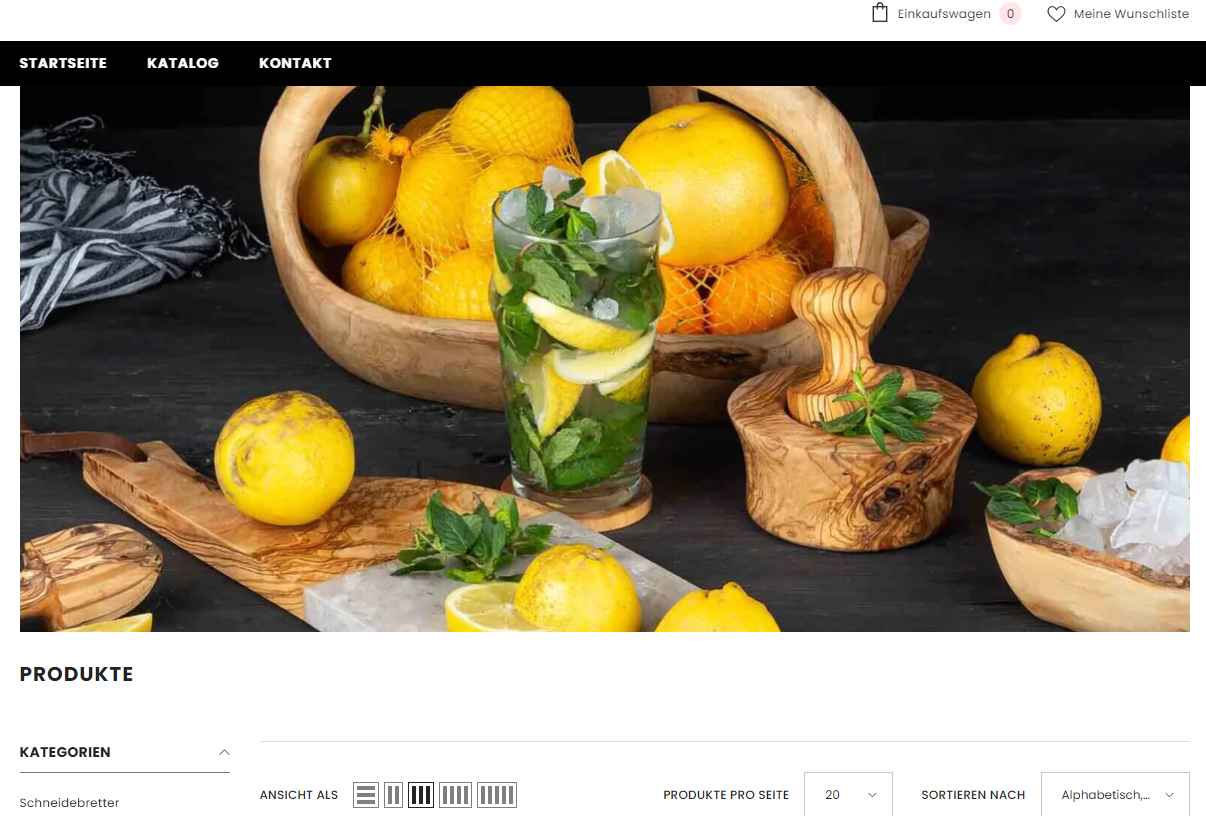 Einkaufswagen 0 Meine Wunschliste
STARTSEITE KATALOG KONTAKT
PRODUKTE
KATEGORIEN
Schneidebretter
ANSICHT ALS PRODUKTE PRO SEITE 20 SORTIEREN NACH Alphabetisch,...